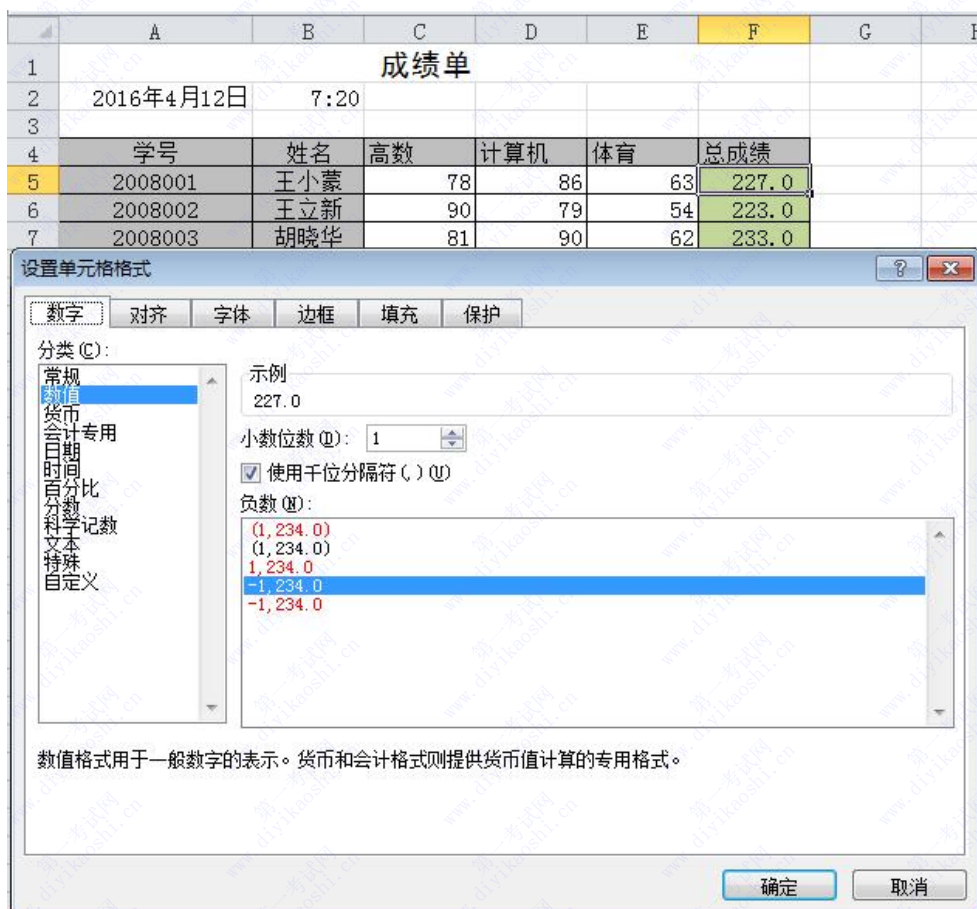 A B C D E F G
1 成绩单
2 2016年4月12日 7:20
3
4 学号 姓名 高数 计算机 体育 总成绩
5 2008001 王小蒙 78 86 63 227.0
6 2008002 王立新 90 79 54 223.0
7 2008003 胡晓华 81 90 62 233.0
设置单元格格式
数字 对齐 字体 边框 填充 保护
分类(C):
常规
数值
货币
会计专用
日期
时间
百分比
分数
科学记数
文本
特殊
自定义
示例
227.0
小数位数(D): 1
使用千位分隔符(,)(U)
负数(N):
(1,234.0)
(1,234.0)
1,234.0
-1,234.0
-1,234.0
数值格式用于一般数字的表示。货币和会计格式则提供货币值计算的专用格式。
确定 取消
第一考试网
www.diyikaoshi.cn